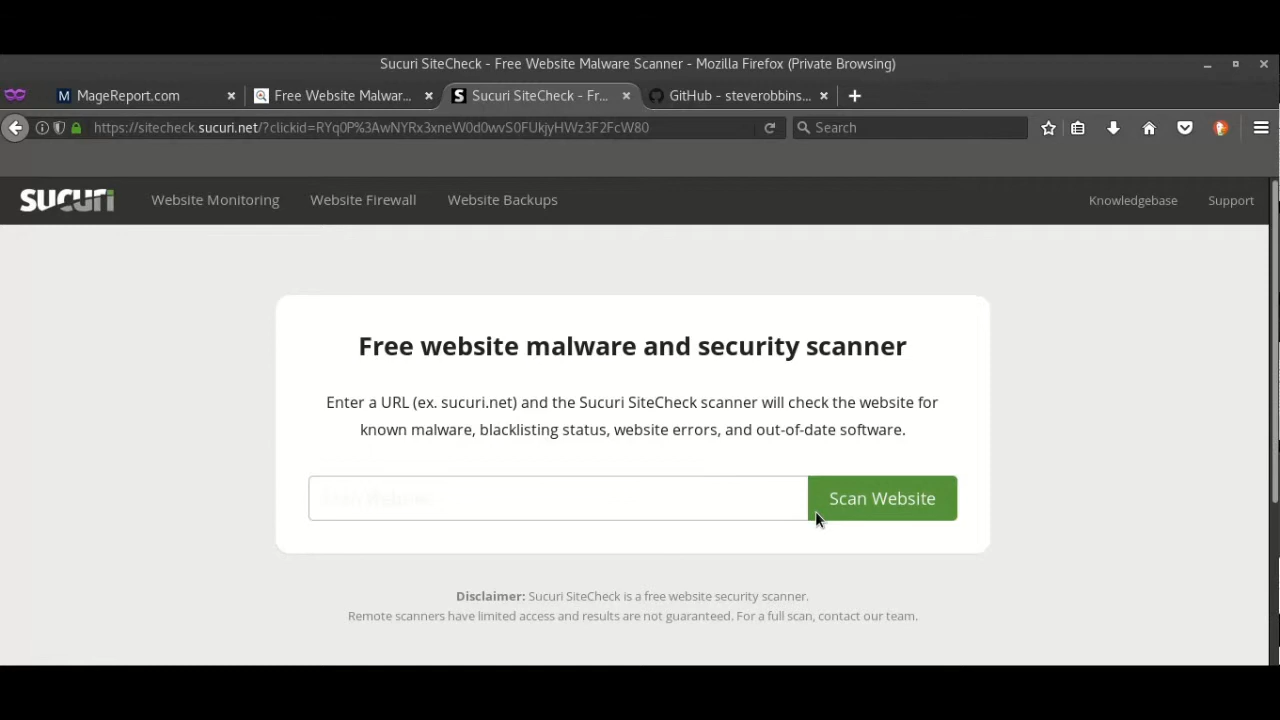 Sucuri SiteCheck - Free Website Malware Scanner - Mozilla Firefox (Private Browsing)
MageReport.com
Free Website Malwar...
Sucuri SiteCheck - Fr...
GitHub - steverobbins...
https://sitecheck.sucuri.net/?clickid=RYq0P%3AwNYRx3xneW0d0wvS0FUkjyHWz3F2FcW80
Search
SUCURI
Website Monitoring
Website Firewall
Website Backups
Knowledgebase
Support
Free website malware and security scanner
Enter a URL (ex. sucuri.net) and the Sucuri SiteCheck scanner will check the website for
known malware, blacklisting status, website errors, and out-of-date software.
Scan Website
Disclaimer: Sucuri SiteCheck is a free website security scanner.
Remote scanners have limited access and results are not guaranteed. For a full scan, contact our team.